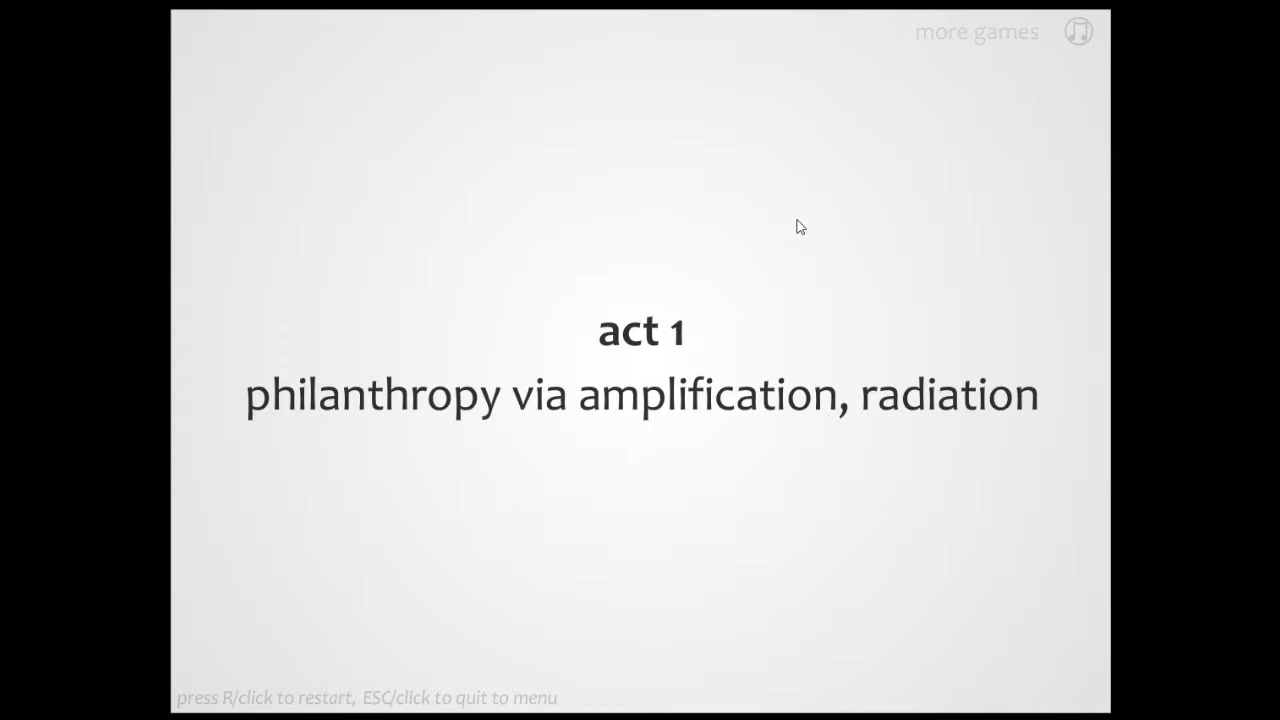 more games
act 1
philanthropy via amplification, radiation
press R/click to restart, ESC/click to quit to menu